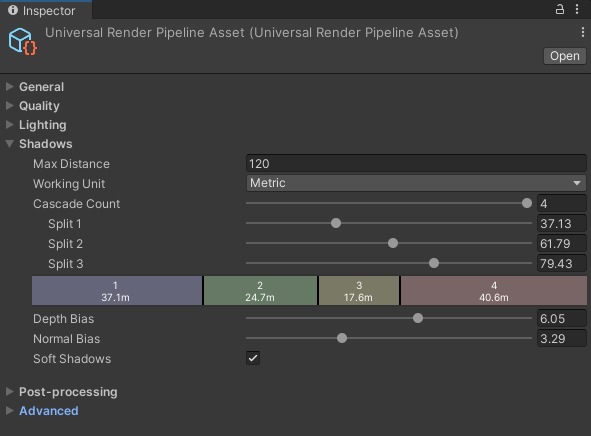 Inspector
Universal Render Pipeline Asset (Universal Render Pipeline Asset)
Open
General
Quality
Lighting
Shadows
Max Distance 120
Working Unit Metric
Cascade Count 4
Split 1 37.13
Split 2 61.79
Split 3 79.43
1 2 3 4
37.1m 24.7m 17.6m 40.6m
Depth Bias 6.05
Normal Bias 3.29
Soft Shadows
Post-processing
Advanced